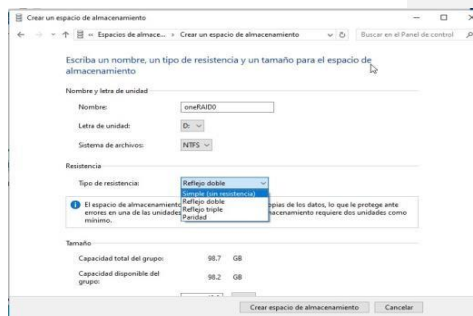 Crear un espacio de almacenamiento
Espacios de almace... > Crear un espacio de almacenamiento
Buscar en el Panel de control
Escriba un nombre, un tipo de resistencia y un tamaño para el espacio de
almacenamiento
Nombre y letra de unidad
Nombre: oneRAID0
Letra de unidad: D:
Sistema de archivos: NTFS
Resistencia
Tipo de resistencia: Reflejo doble
Simple (sin resistencia)
Reflejo doble
Reflejo triple
Paridad
El espacio de almacenamiento opias de los datos, lo que le protege ante
errores en una de las unidades macenamiento requiere dos unidades como
mínimo.
Tamaño
Capacidad total del grupo: 98.7 GB
Capacidad disponible del
grupo: 98.2 GB
Crear espacio de almacenamiento Cancelar